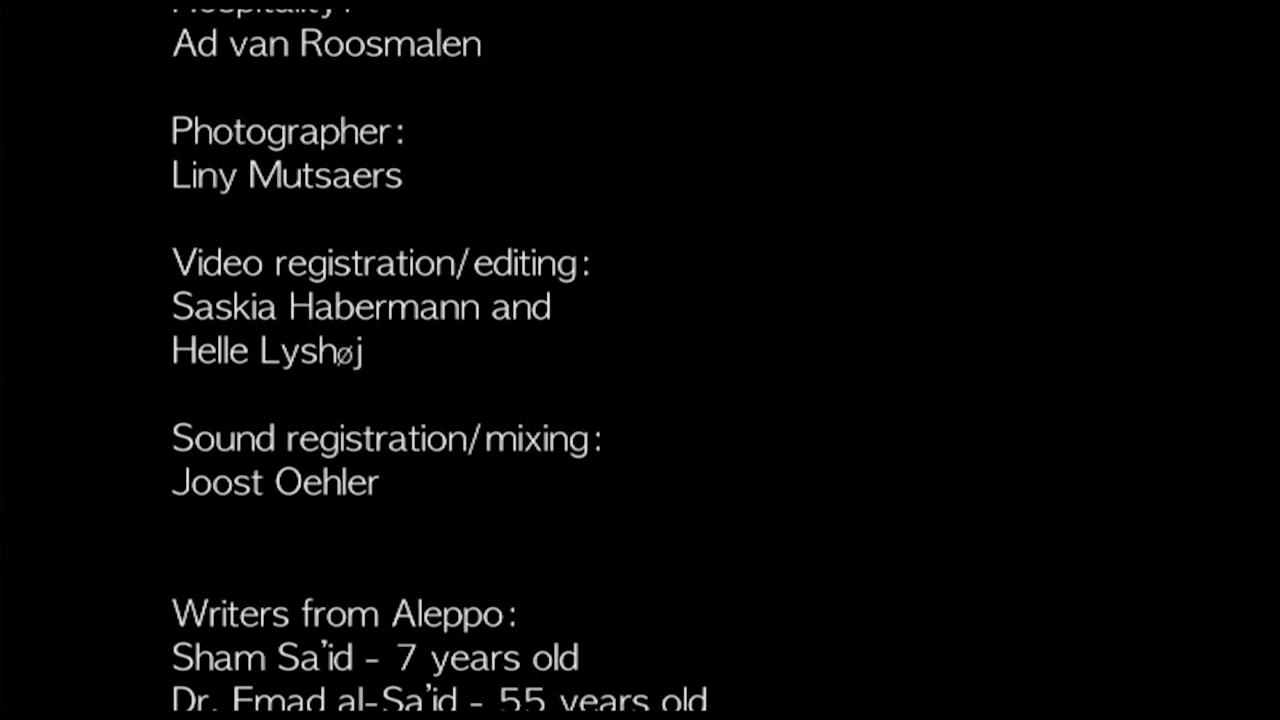 Hospitality:
Ad van Roosmalen
Photographer:
Liny Mutsaers
Video registration/editing:
Saskia Habermann and
Helle Lyshøj
Sound registration/mixing:
Joost Oehler
Writers from Aleppo:
Sham Sa'id - 7 years old
Dr. Emad al-Sa'id - 55 years old